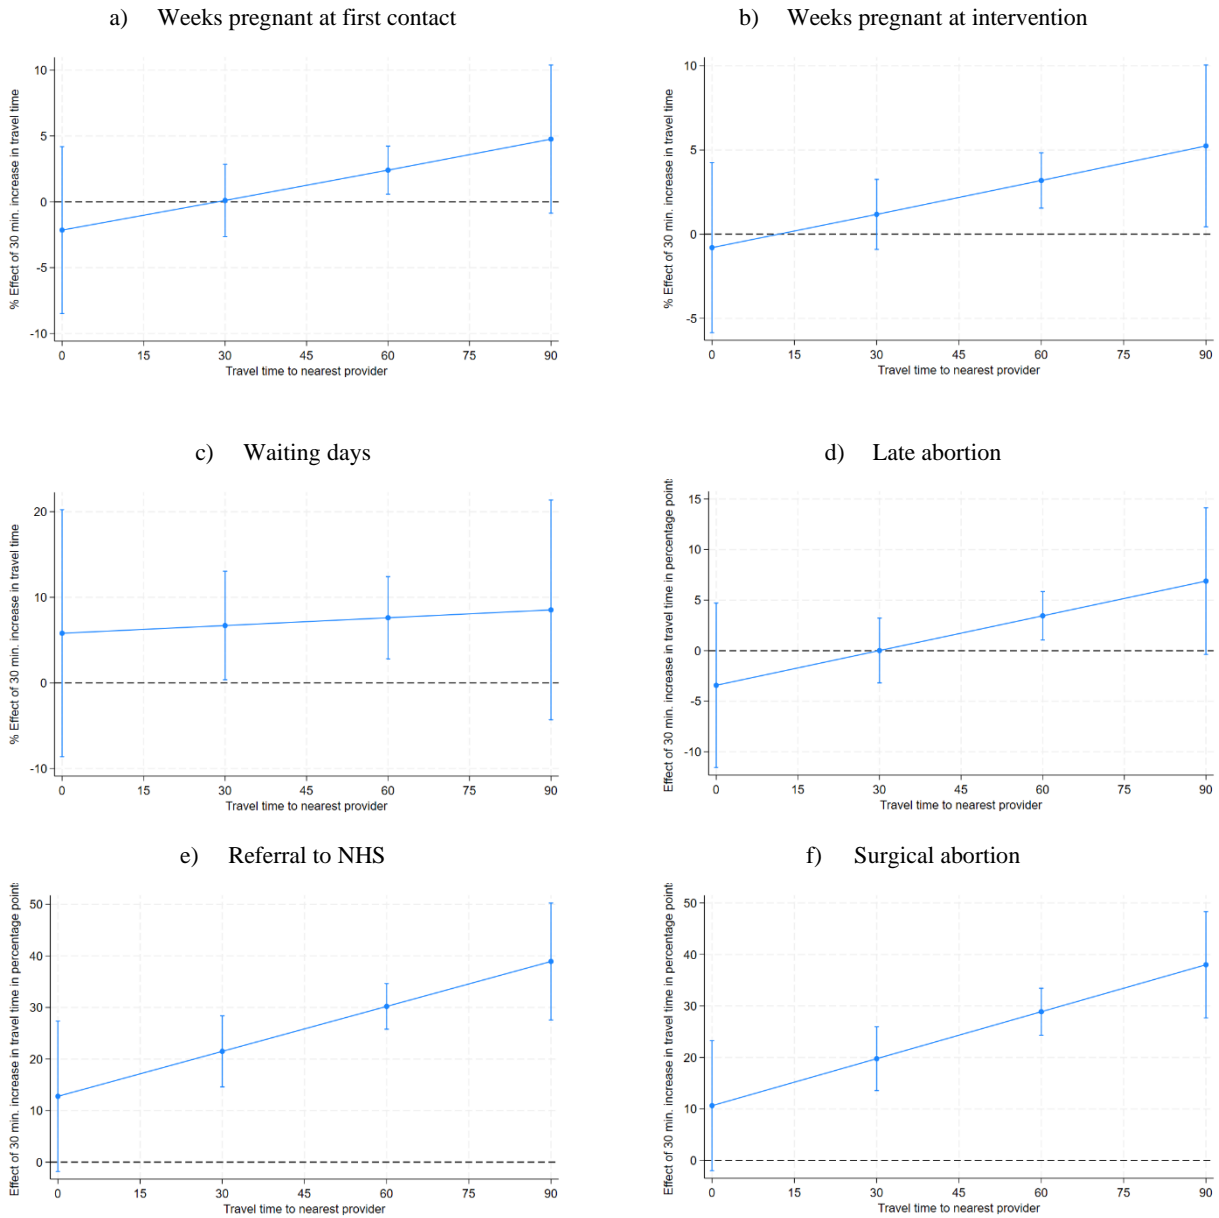 a) Weeks pregnant at first contact
% Effect of 30 min. increase in travel time
10
5
0
-5
-10
0 15 30 45 60 75 90
Travel time to nearest provider
b) Weeks pregnant at intervention
% Effect of 30 min. increase in travel time
10
5
0
-5
0 15 30 45 60 75 90
Travel time to nearest provider
c) Waiting days
% Effect of 30 min. increase in travel time
20
10
0
-10
0 15 30 45 60 75 90
Travel time to nearest provider
d) Late abortion
Effect of 30 min. increase in travel time in percentage point
15
10
5
0
-5
-10
0 15 30 45 60 75 90
Travel time to nearest provider
e) Referral to NHS
Effect of 30 min. increase in travel time in percentage point
50
40
30
20
10
0
0 15 30 45 60 75 90
Travel time to nearest provider
f) Surgical abortion
Effect of 30 min. increase in travel time in percentage point
50
40
30
20
10
0
0 15 30 45 60 75 90
Travel time to nearest provider